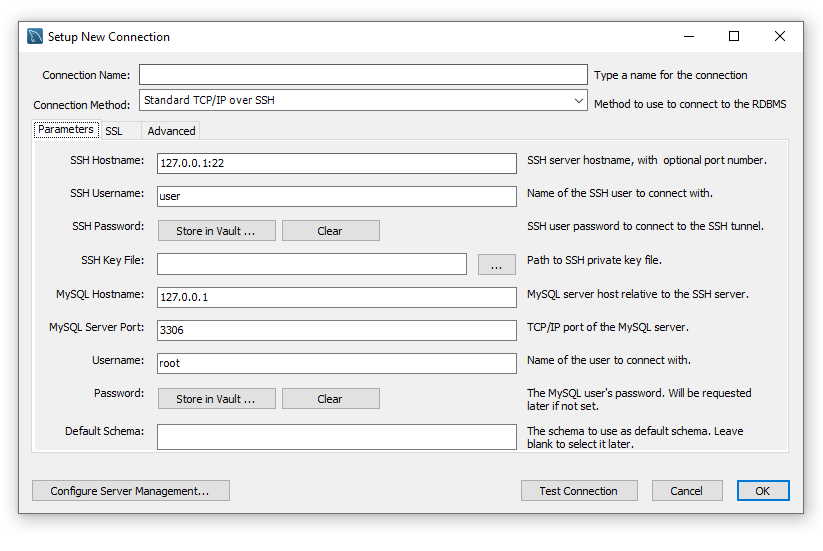 Setup New Connection
Connection Name: Type a name for the connection
Connection Method: Standard TCP/IP over SSH Method to use to connect to the RDBMS
Parameters SSL Advanced
SSH Hostname: 127.0.0.1:22 SSH server hostname, with optional port number.
SSH Username: user Name of the SSH user to connect with.
SSH Password: Store in Vault ... Clear SSH user password to connect to the SSH tunnel.
SSH Key File: ... Path to SSH private key file.
MySQL Hostname: 127.0.0.1 MySQL server host relative to the SSH server.
MySQL Server Port: 3306 TCP/IP port of the MySQL server.
Username: root Name of the user to connect with.
Password: Store in Vault ... Clear The MySQL user's password. Will be requested
later if not set.
Default Schema: The schema to use as default schema. Leave
blank to select it later.
Configure Server Management... Test Connection Cancel OK